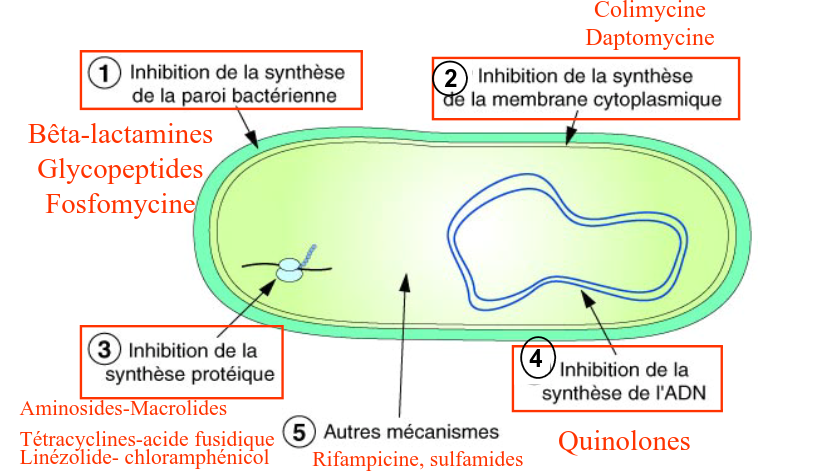 Colimycine
Daptomycine
1 Inhibition de la synthèse
de la paroi bactérienne
2 Inhibition de la synthèse
de la membrane cytoplasmique
Bêta-lactamines
Glycopeptides
Fosfomycine
3 Inhibition de la
synthèse protéique
4 Inhibition de la
synthèse de l'ADN
Aminosides-Macrolides
Tétracyclines-acide fusidique
Linézolide- chloramphénicol
5 Autres mécanismes
Rifampicine, sulfamides
Quinolones